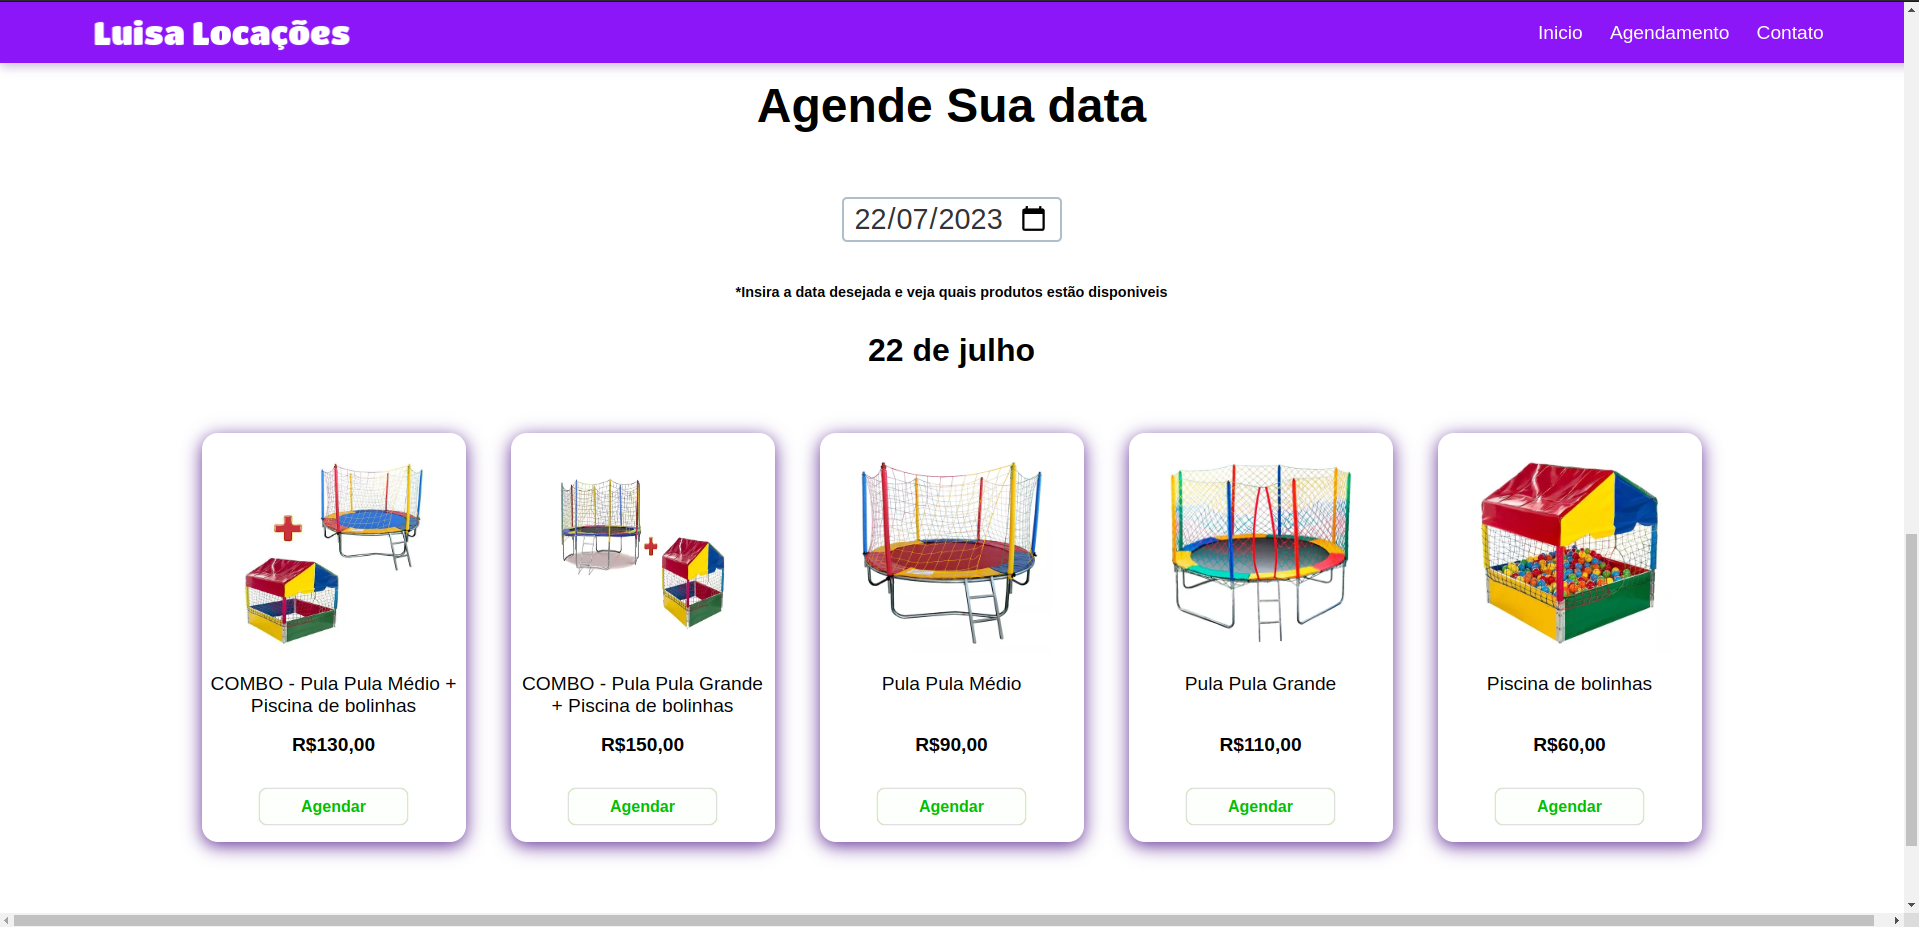 Luisa Locações
Inicio Agendamento Contato
Agende Sua data
22/07/2023
*Insira a data desejada e veja quais produtos estão disponiveis
22 de julho
COMBO - Pula Pula Médio +
Piscina de bolinhas
R$130,00
Agendar
COMBO - Pula Pula Grande
+ Piscina de bolinhas
R$150,00
Agendar
Pula Pula Médio
R$90,00
Agendar
Pula Pula Grande
R$110,00
Agendar
Piscina de bolinhas
R$60,00
Agendar